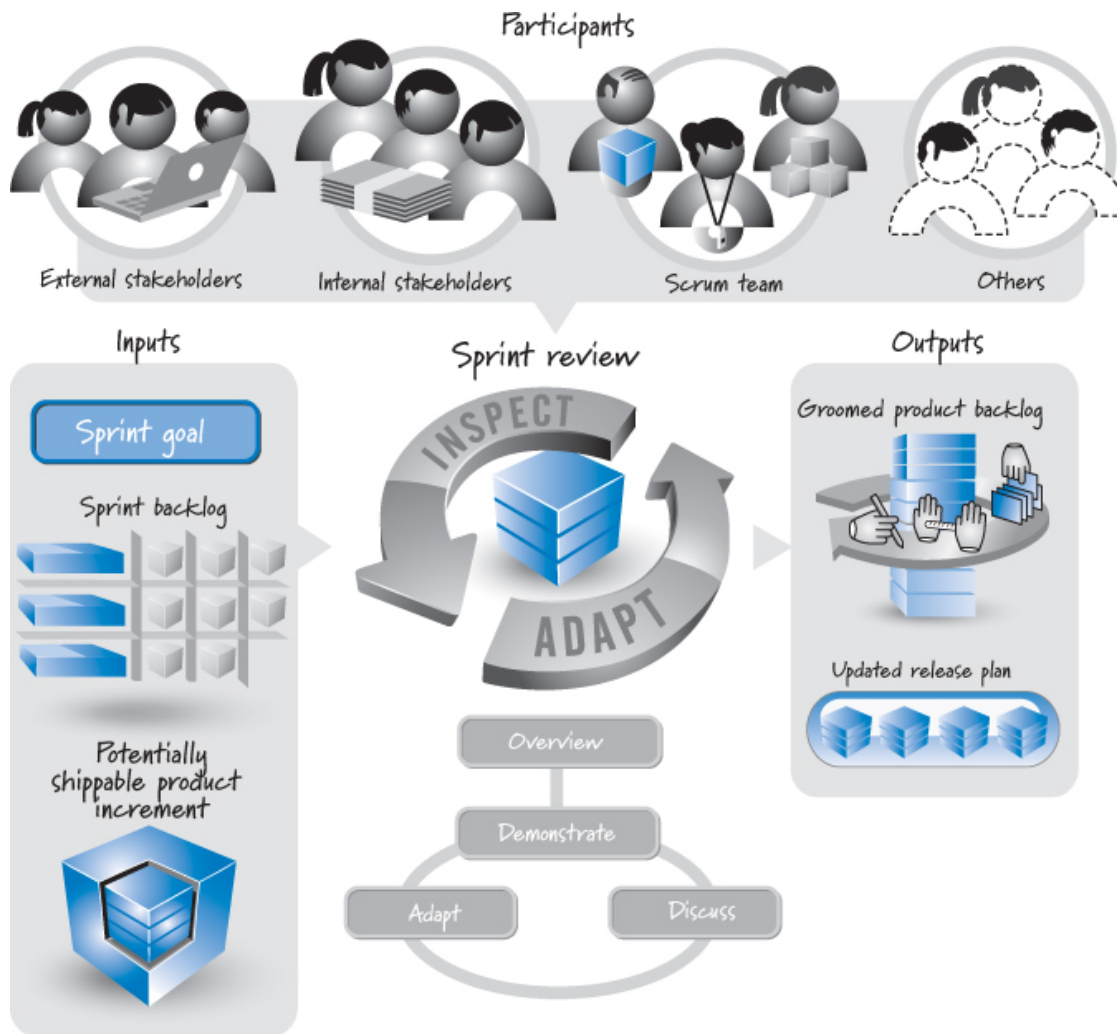 Participants
External stakeholders
Internal stakeholders
Scrum team
Others
Inputs
Sprint goal
Sprint backlog
Potentially
shippable product
increment
Sprint review
INSPECT
ADAPT
Overview
Demonstrate
Adapt
Discuss
Outputs
Groomed product backlog
Updated release plan